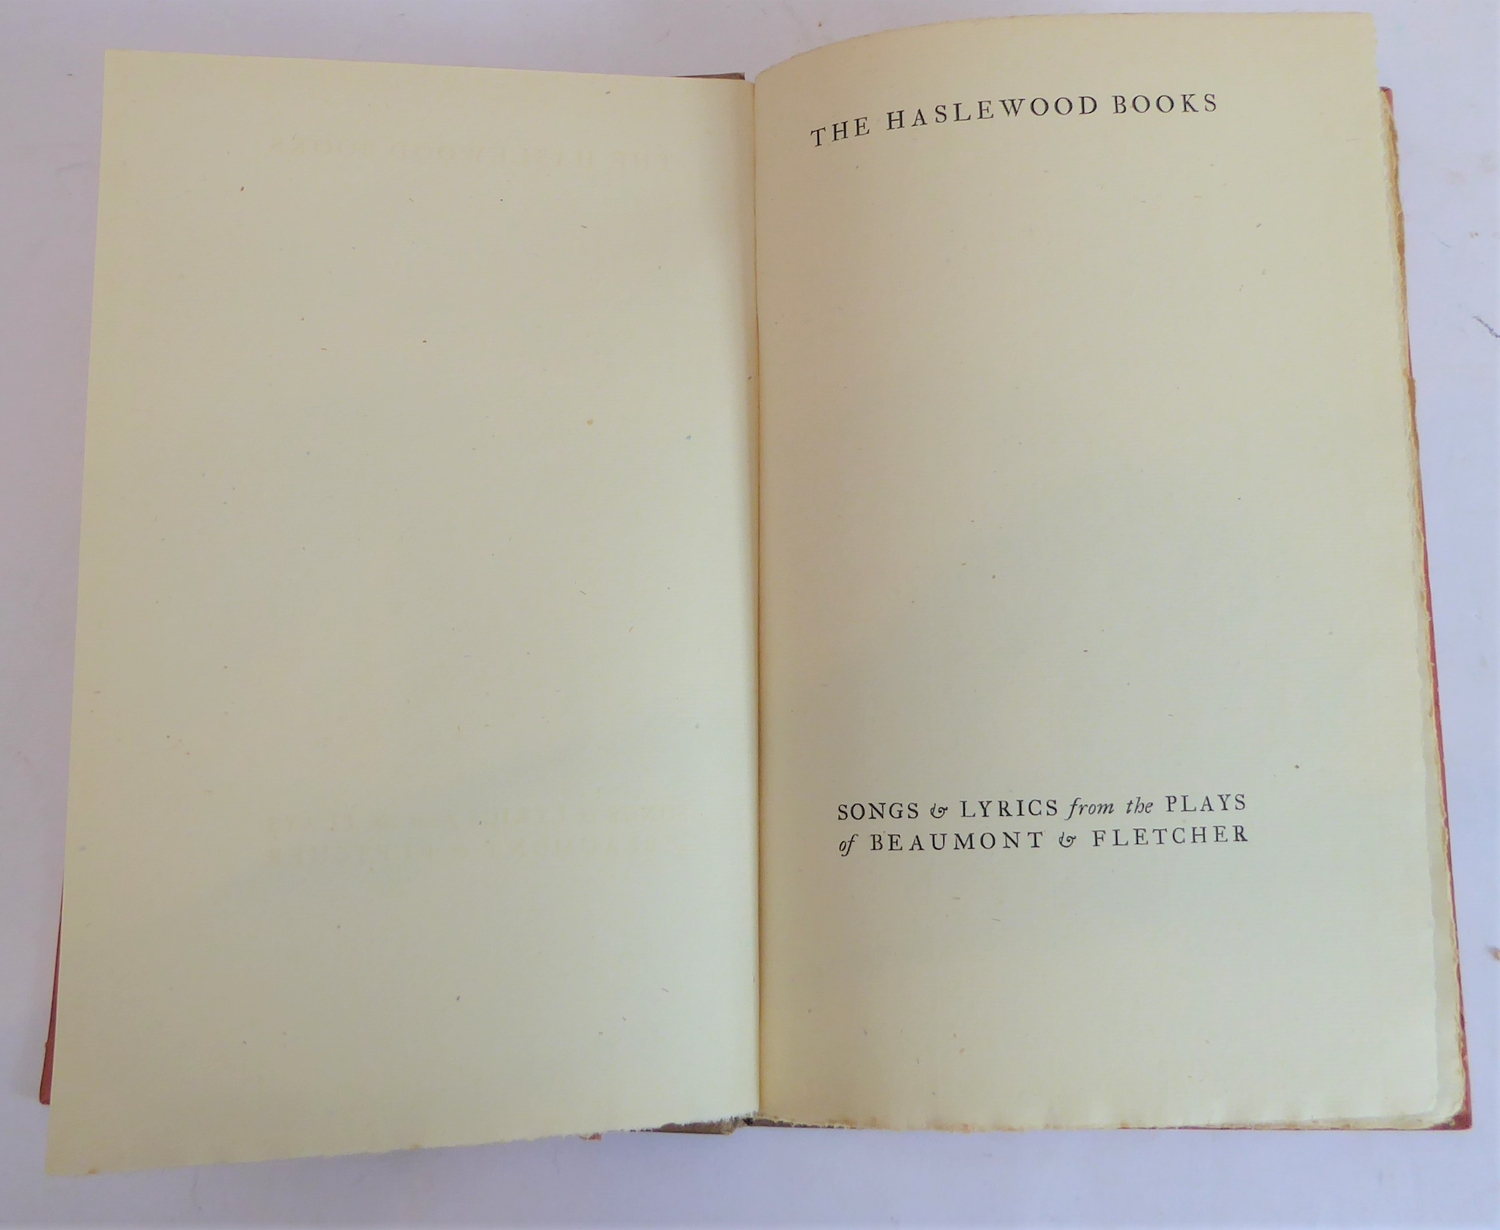 THE HASLEWOOD BOOKS
SONGS & LYRICS from the PLAYS
of BEAUMONT & FLETCHER